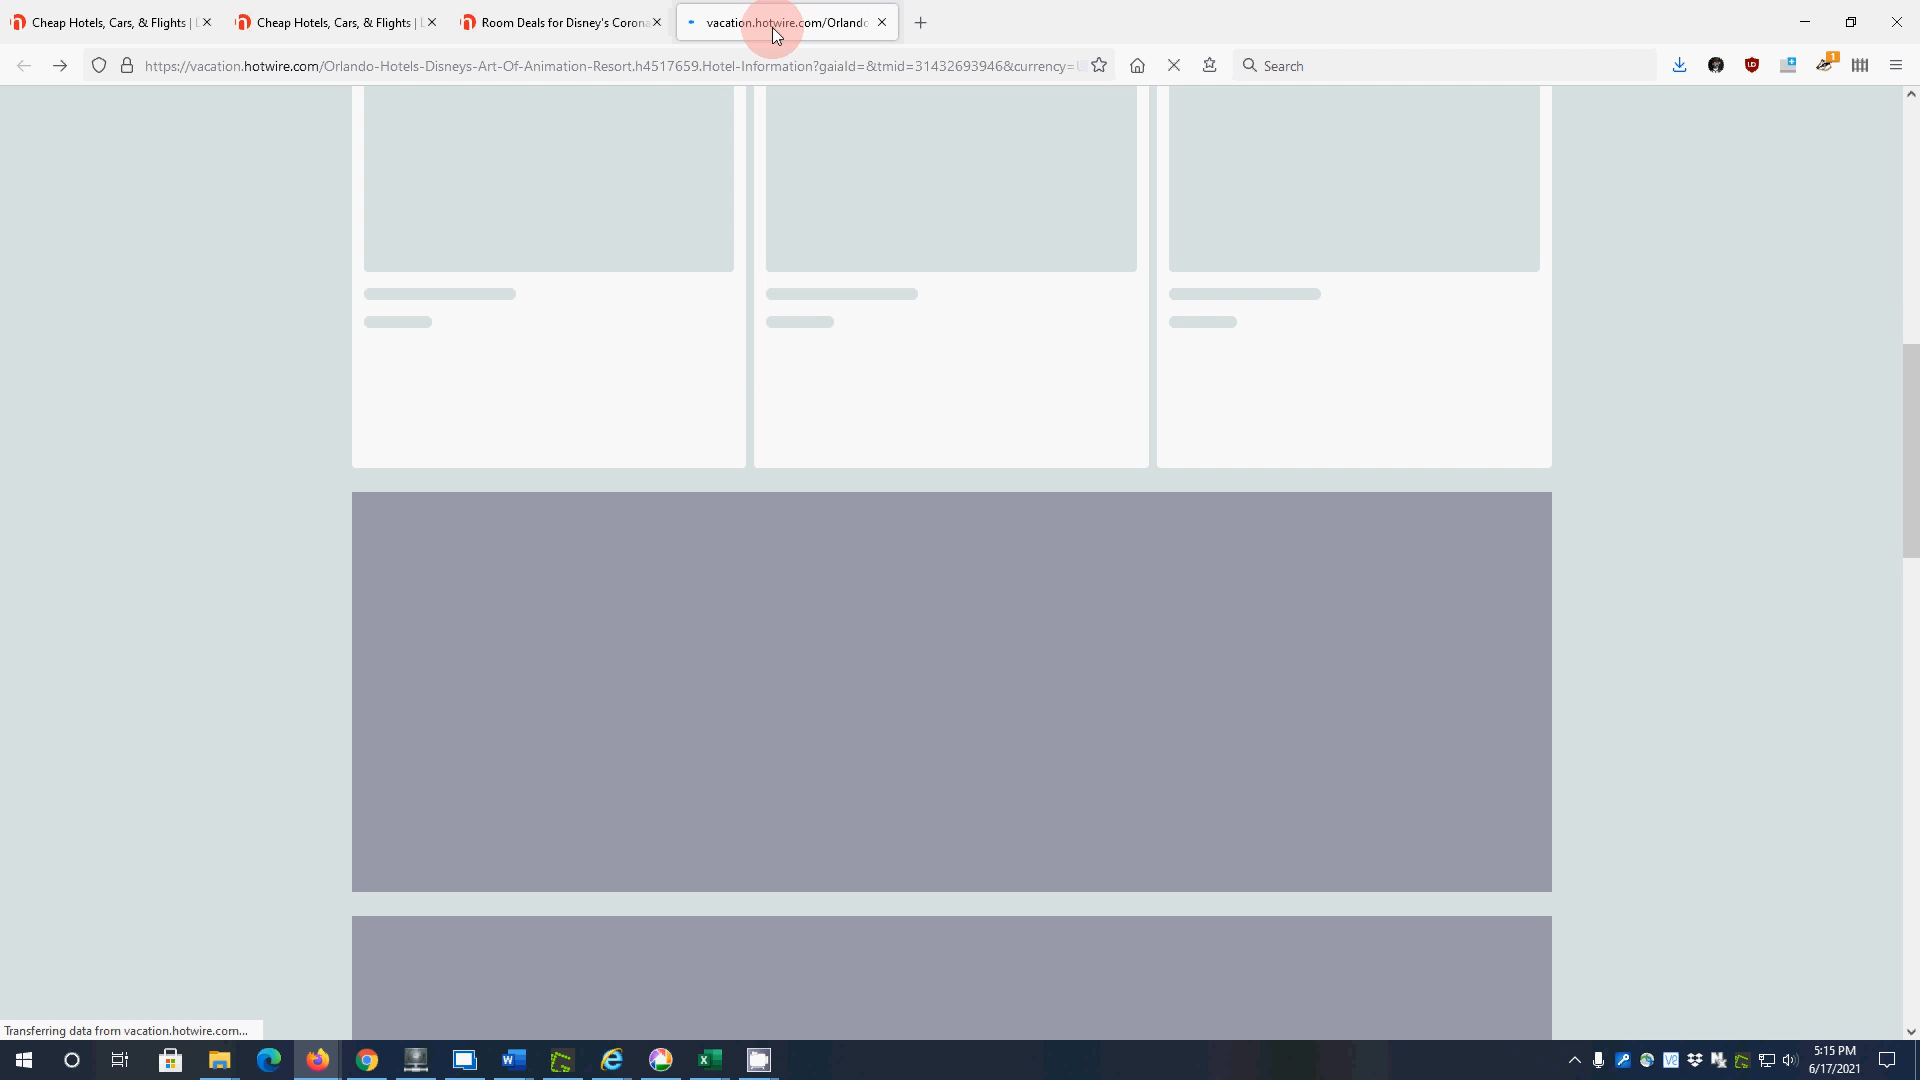 Cheap Hotels, Cars, & Flights |
Cheap Hotels, Cars, & Flights |
Room Deals for Disney's Corona
vacation.hotwire.com/Orlando
https://vacation.hotwire.com/Orlando-Hotels-Disneys-Art-Of-Animation-Resort.h4517659.Hotel-Information?gaiaId=&tmid=31432693946&currency=U
Search
1
Transferring data from vacation.hotwire.com...
5:15 PM
6/17/2021